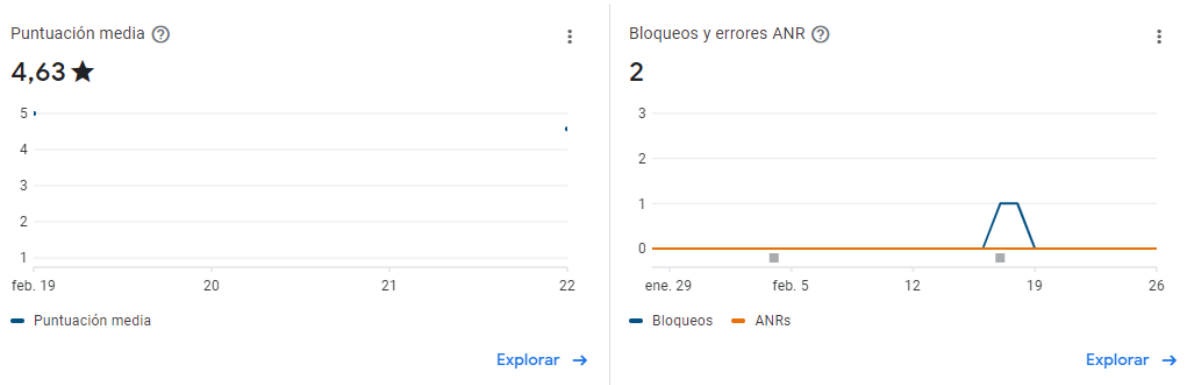 Puntuación media
4,63★
5
4
3
2
1
feb. 19 20 21 22
Puntuación media
Explorar →
Bloqueos y errores ANR
2
3
2
1
0
ene. 29 feb. 5 12 19 26
Bloqueos ANRs
Explorar →